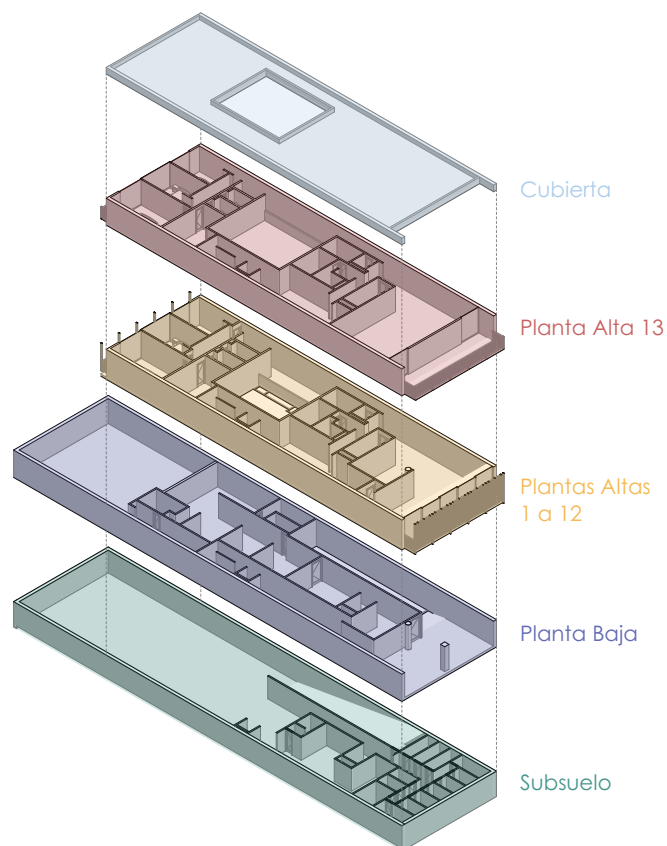 Cubierta
Planta Alta 13
Plantas Altas
1 a 12
Planta Baja
Subsuelo